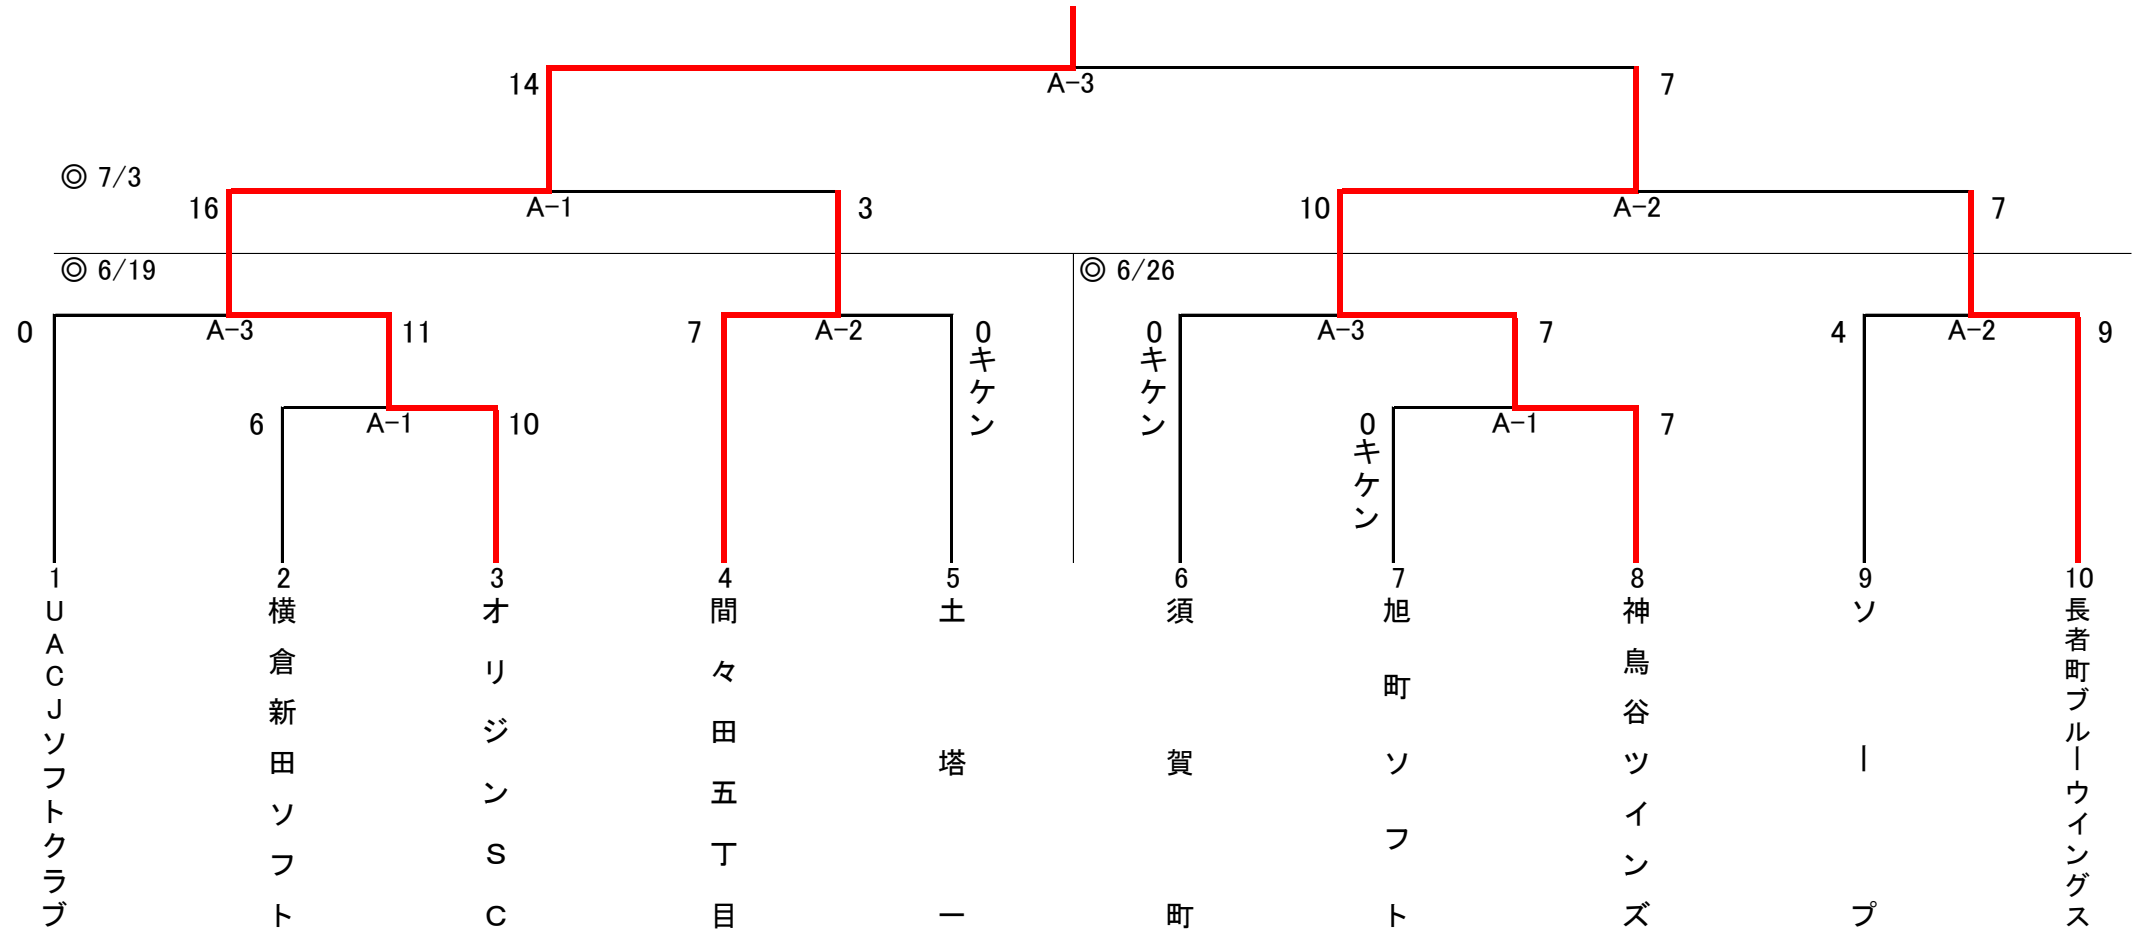 14 A-3 7
◎ 7/3
16 A-1 3 10 A-2 7
◎ 6/19 ◎ 6/26
0 A-3 11 7 A-2 0 0 A-3 7 4 A-2 9
キケン
キケン
6 A-1 10 0 A-1 7
キケン
1 2 3 4 5 6 7 8 9 10
UACJソフトクラブ
横倉新田ソフト
オリジンSC
間々田五丁目
土塔一
須賀町
旭町ソフト
神鳥谷ツインズ
ソープ
長者町ブルーウイングス